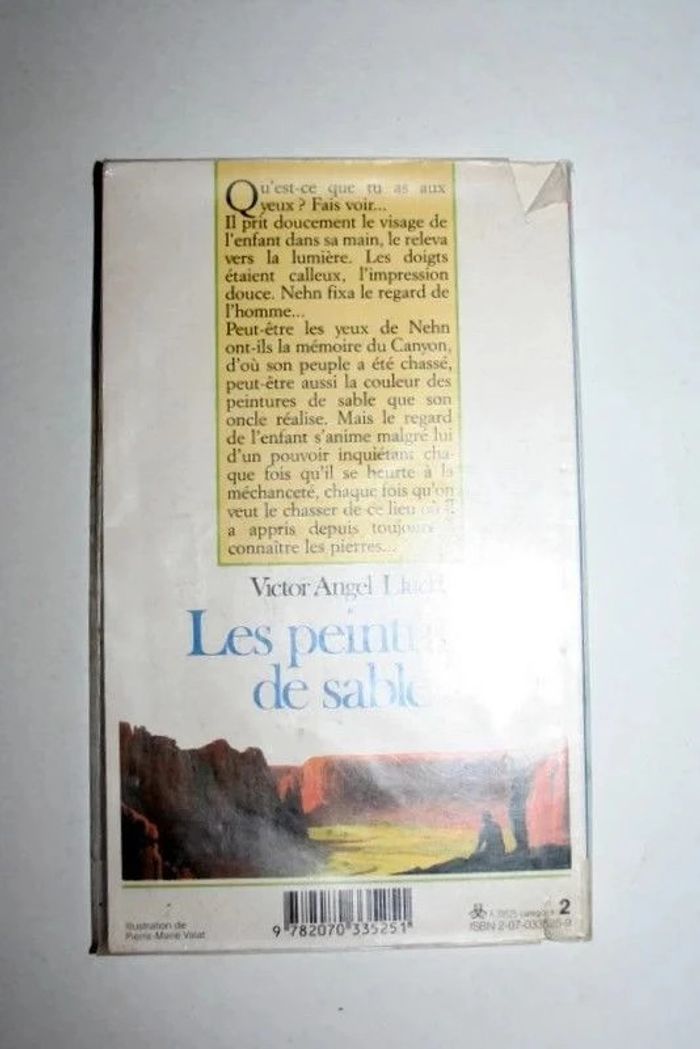 Qu'est-ce que tu as aux
yeux ? Fais voir...
Il prit doucement le visage de
l'enfant dans sa main, le releva
vers la lumière. Les doigts
étaient calleux, l'impression
douce. Nehn fixa le regard de
l'homme...
Peut-être les yeux de Nehn
ont-ils la mémoire du Canyon,
d'où son peuple a été chassé,
peut-être aussi la couleur des
peintures de sable que son
oncle réalise. Mais le regard
de l'enfant s'anime malgré lui
d'un pouvoir inquiétant cha-
que fois qu'il se heurte à la
méchanceté, chaque fois qu'on
veut le chasser de ce lieu où il
a appris depuis toujours
connaître les pierres...
Victor Angel
Les
de sable
Illustration de
Pierre-Marie Valat
9 782070 335251
2
ISBN